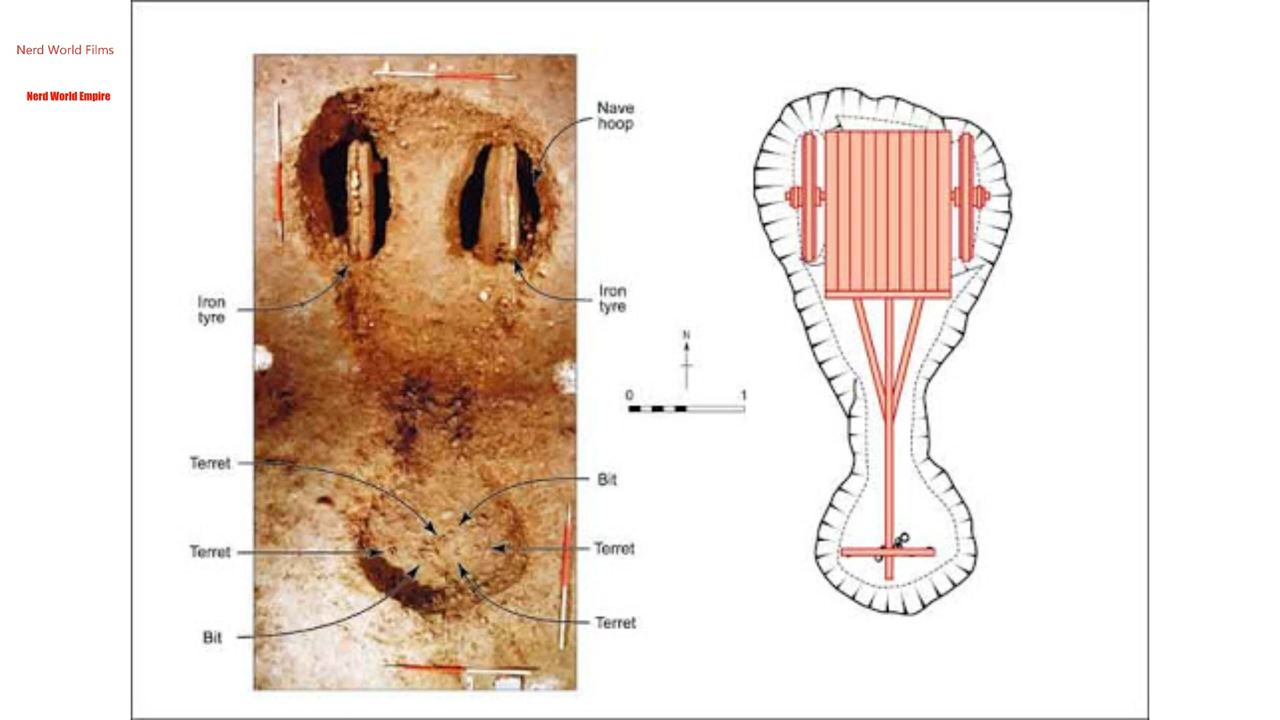 Nerd World Films
Nerd World Empire
Nave
hoop
Iron
tyre
Iron
tyre
N
0 1
Terret
Bit
Terret
Terret
Bit
Terret